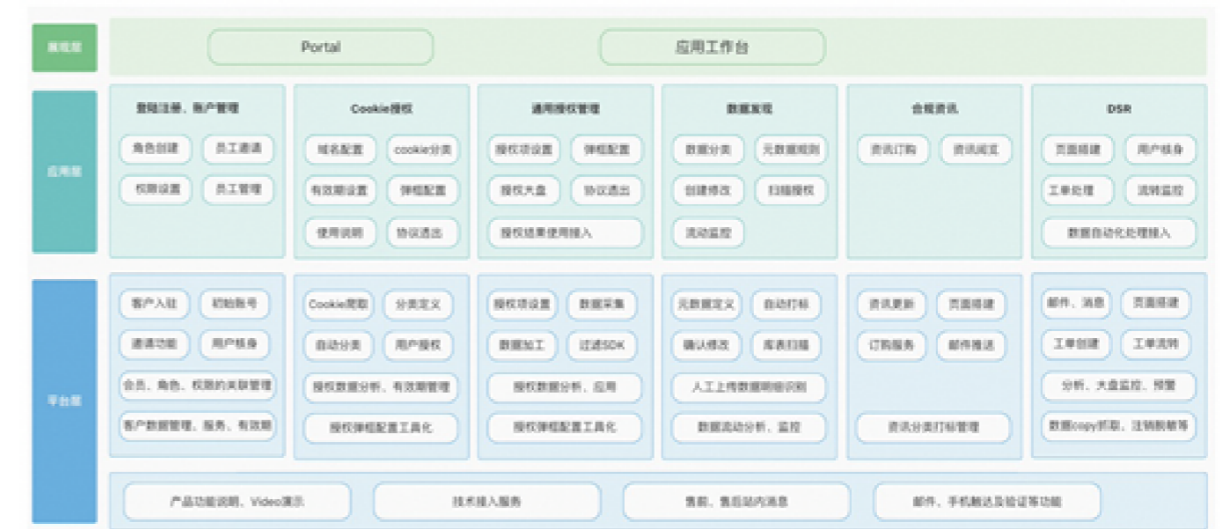 展现层
Portal
应用工作台
应用层
登陆注册、账户管理
角色创建
员工邀请
权限设置
员工管理
Cookie授权
域名配置
cookie分类
有效期设置
弹框配置
使用说明
协议透出
通用授权管理
授权项设置
弹框配置
授权大盘
协议透出
授权结果使用接入
数据发现
数据分类
元数据规则
创建修改
扫描授权
流动监控
合规资讯
资讯订购
资讯阅览
DSR
页面搭建
用户核身
工单处理
流转监控
数据自动化处理接入
平台层
客户入驻
初始账号
邀请功能
用户核身
会员、角色、权限的关联管理
客户数据管理、服务、有效期
Cookie爬取
分类定义
自动分类
用户授权
授权数据分析、有效期管理
授权弹框配置工具化
授权项设置
数据采集
数据加工
过滤SDK
授权数据分析、应用
授权弹框配置工具化
元数据定义
自动打标
确认修改
库表扫描
人工上传数据明细识别
数据流动分析、监控
资讯更新
页面搭建
订购服务
邮件推送
资讯分类打标管理
邮件、消息
页面搭建
工单创建
工单流转
分析、大盘监控、预警
数据copy抓取、注销脱敏等
产品功能说明、Video演示
技术接入服务
售前、售后站内消息
邮件、手机触达及验证等功能